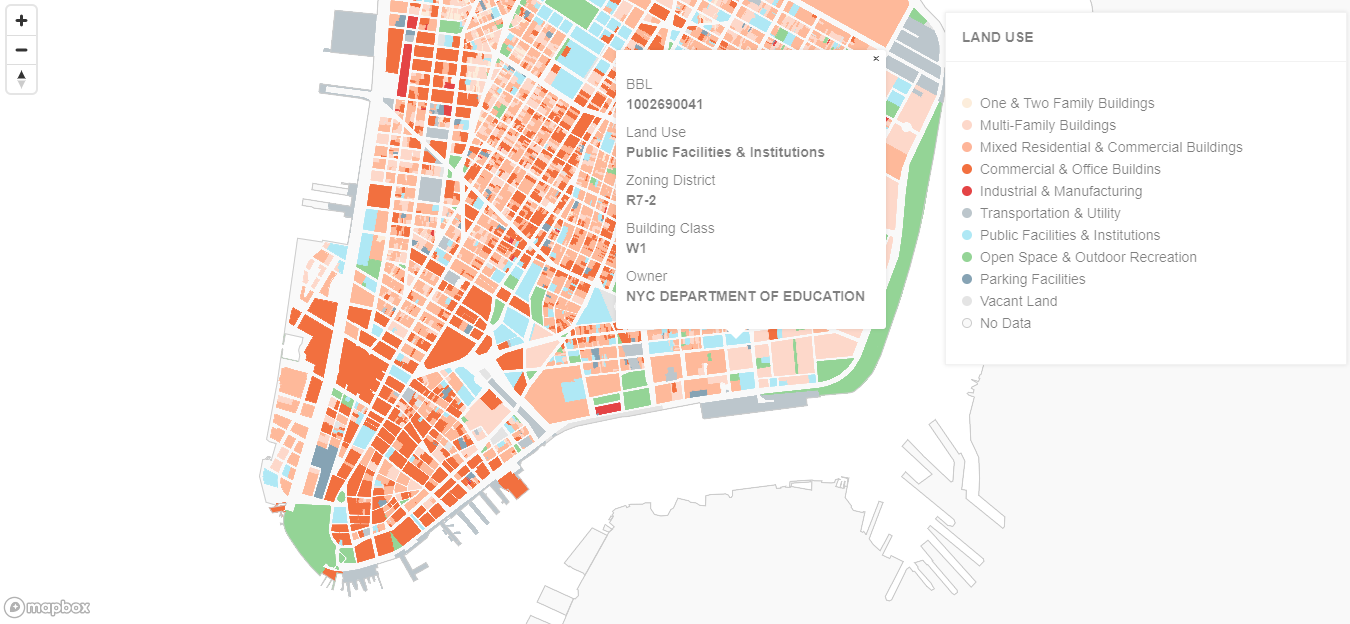 BBL
1002690041
Land Use
Public Facilities & Institutions
Zoning District
R7-2
Building Class
W1
Owner
NYC DEPARTMENT OF EDUCATION
LAND USE
One & Two Family Buildings
Multi-Family Buildings
Mixed Residential & Commercial Buildings
Commercial & Office Buildins
Industrial & Manufacturing
Transportation & Utility
Public Facilities & Institutions
Open Space & Outdoor Recreation
Parking Facilities
Vacant Land
No Data
mapbox